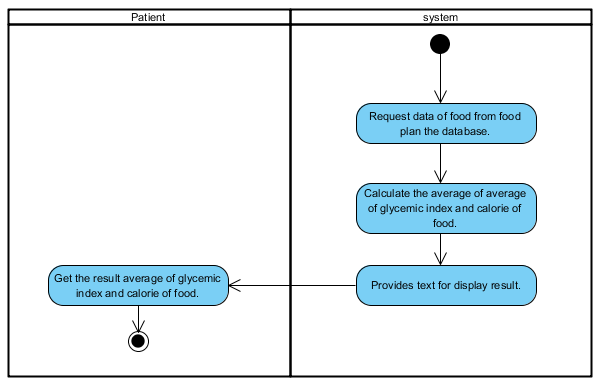 Patient
system
Request data of food from food
plan the database.
Calculate the average of average
of glycemic index and calorie of
food.
Get the result average of glycemic
index and calorie of food.
Provides text for display result.